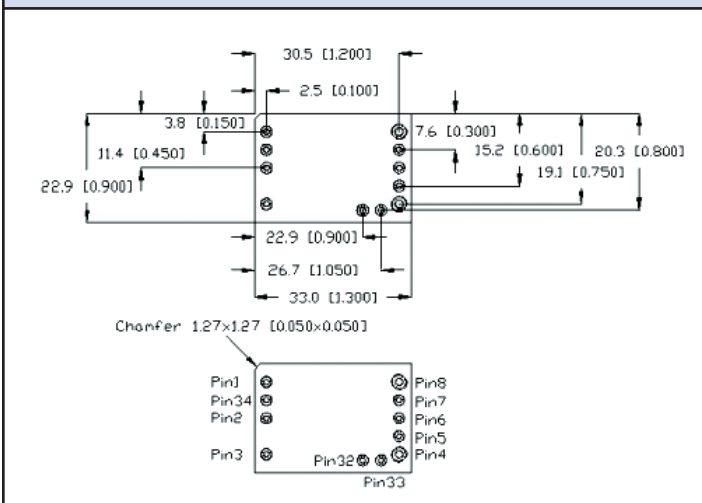 30.5 [1.200]
2.5 [0.100]
3.8 [0.150]
7.6 [0.300]
11.4 [0.450]
15.2 [0.600]
20.3 [0.800]
19.1 [0.750]
22.9 [0.900]
22.9 [0.900]
26.7 [1.050]
33.0 [1.300]
Chamfer 1.27x1.27 [0.050x0.050]
Pin1
Pin8
Pin34
Pin7
Pin2
Pin6
Pin5
Pin3
Pin32
Pin4
Pin33